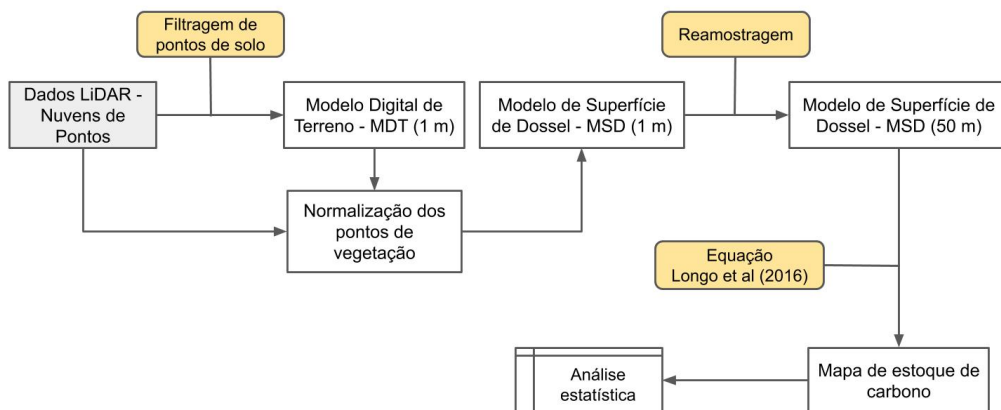 Filtragem de
pontos de solo
Reamostragem
Dados LiDAR -
Nuvens de
Pontos
Modelo Digital de
Terreno - MDT (1 m)
Modelo de Superfície
de Dossel - MSD (1 m)
Modelo de Superfície de
Dossel - MSD (50 m)
Normalização dos
pontos de
vegetação
Equação
Longo et al (2016)
Análise
estatística
Mapa de estoque de
carbono